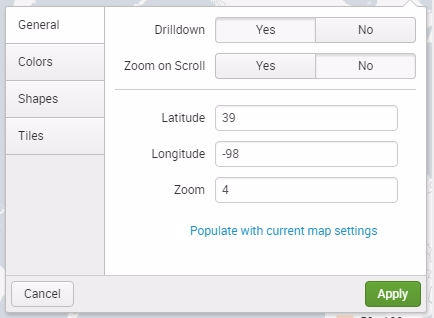 General
Colors
Shapes
Tiles
Drilldown Yes No
Zoom on Scroll Yes No
Latitude 39
Longitude -98
Zoom 4
Populate with current map settings
Cancel Apply